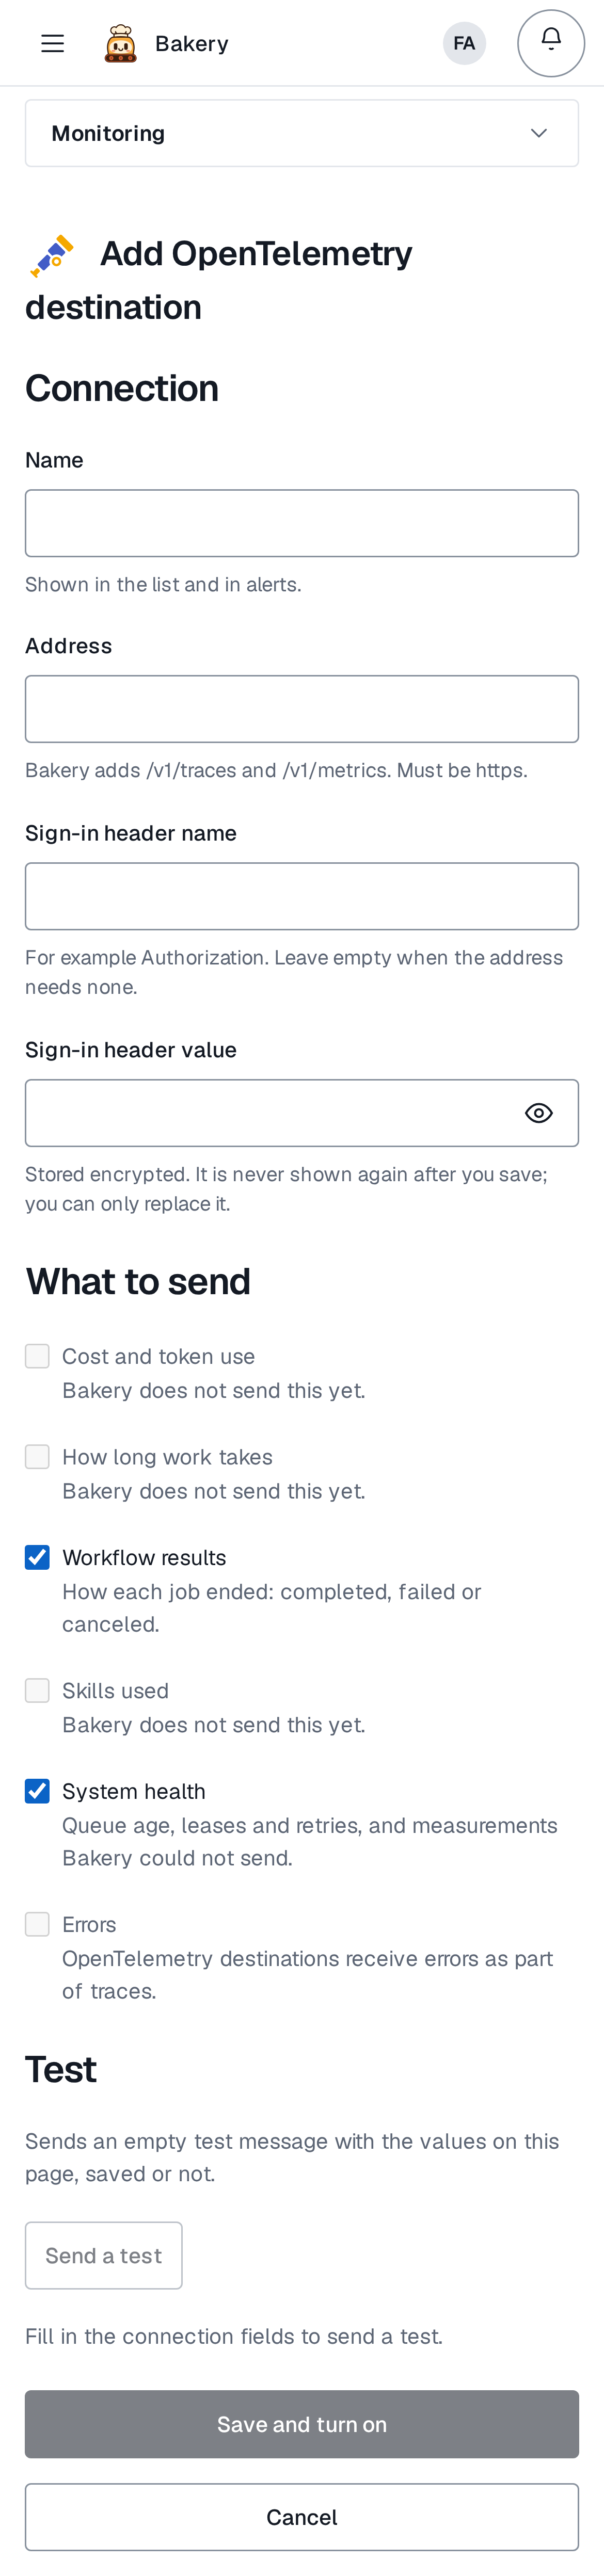 Bakery
FA
Monitoring
Add OpenTelemetry
destination
Connection
Name
Shown in the list and in alerts.
Address
Bakery adds /v1/traces and /v1/metrics. Must be https.
Sign-in header name
For example Authorization. Leave empty when the address
needs none.
Sign-in header value
Stored encrypted. It is never shown again after you save;
you can only replace it.
What to send
Cost and token use
Bakery does not send this yet.
How long work takes
Bakery does not send this yet.
Workflow results
How each job ended: completed, failed or
canceled.
Skills used
Bakery does not send this yet.
System health
Queue age, leases and retries, and measurements
Bakery could not send.
Errors
OpenTelemetry destinations receive errors as part
of traces.
Test
Sends an empty test message with the values on this
page, saved or not.
Send a test
Fill in the connection fields to send a test.
Save and turn on
Cancel